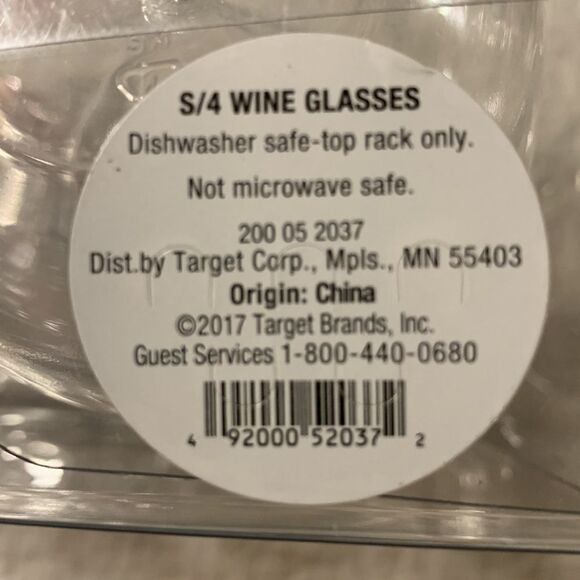 S/4 WINE GLASSES
Dishwasher safe-top rack only.
Not microwave safe.
200 05 2037
Dist.by Target Corp., Mpls., MN 55403
Origin: China
©2017 Target Brands, Inc.
Guest Services 1-800-440-0680
4 92000 52037 2